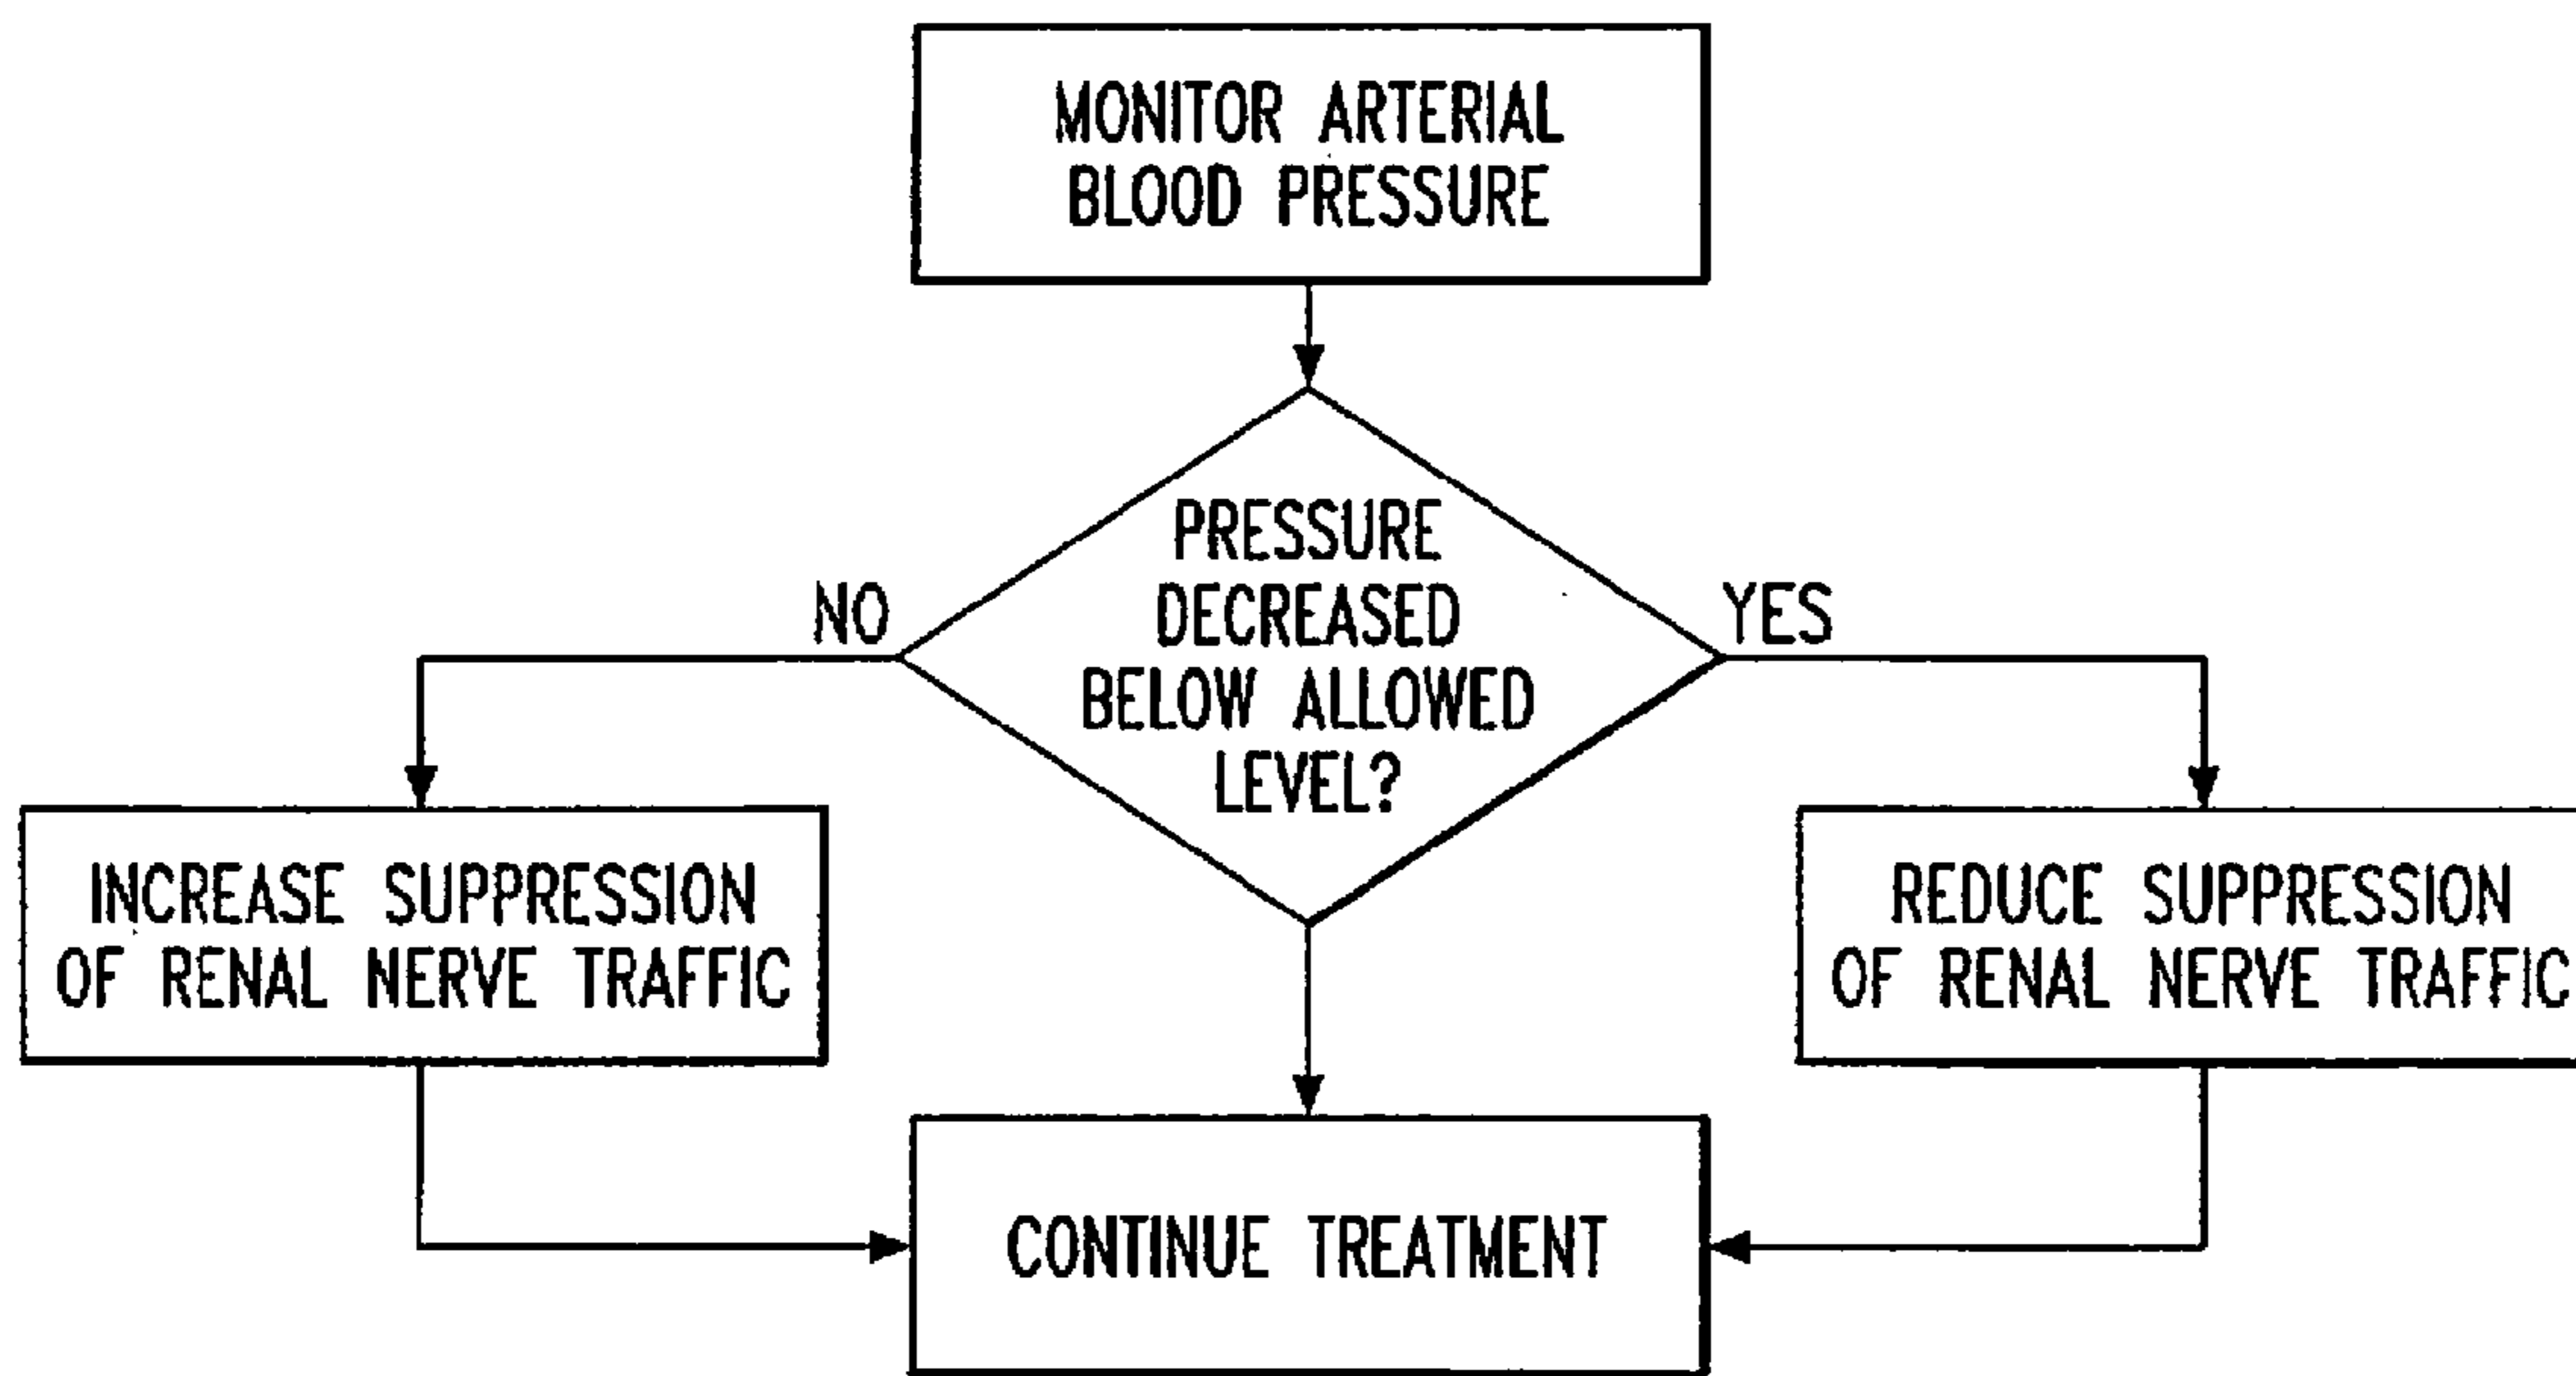 MONITOR ARTERIAL
BLOOD PRESSURE
PRESSURE
DECREASED
BELOW ALLOWED
LEVEL?
NO
YES
INCREASE SUPPRESSION
OF RENAL NERVE TRAFFIC
REDUCE SUPPRESSION
OF RENAL NERVE TRAFFIC
CONTINUE TREATMENT